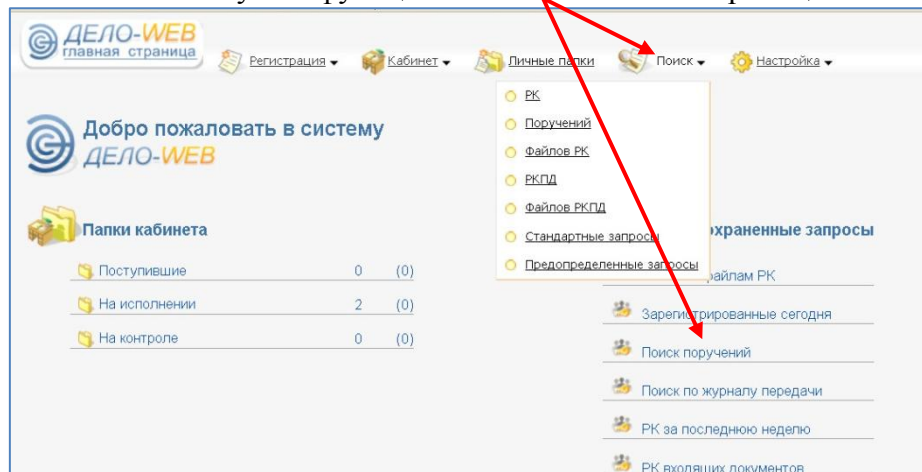 ДЕЛО-WEB
главная страница
Регистрация
Кабинет
Личные папки
Поиск
Настройка
РК
Поручений
Файлов РК
РКПД
Файлов РКПД
Стандартные запросы
Предопределенные запросы
Добро пожаловать в систему
ДЕЛО-WEB
Папки кабинета
Поступившие 0 (0)
На исполнении 2 (0)
На контроле 0 (0)
храненные запросы
файлам РК
Зарегистрированные сегодня
Поиск поручений
Поиск по журналу передачи
РК за последнюю неделю
РК входящих документов